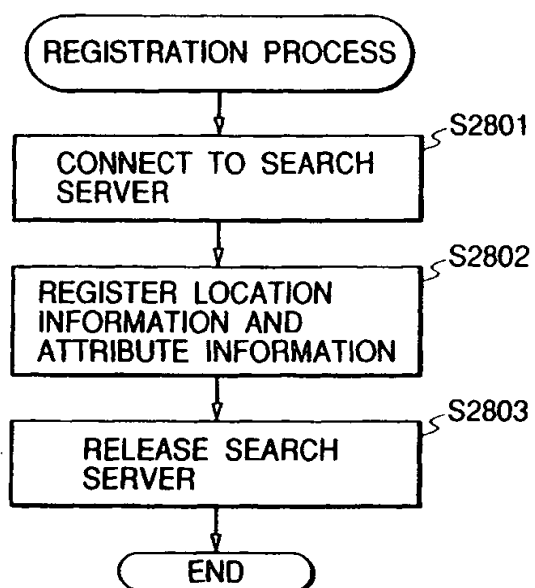 REGISTRATION PROCESS
S2801
CONNECT TO SEARCH
SERVER
S2802
REGISTER LOCATION
INFORMATION AND
ATTRIBUTE INFORMATION
S2803
RELEASE SEARCH
SERVER
END